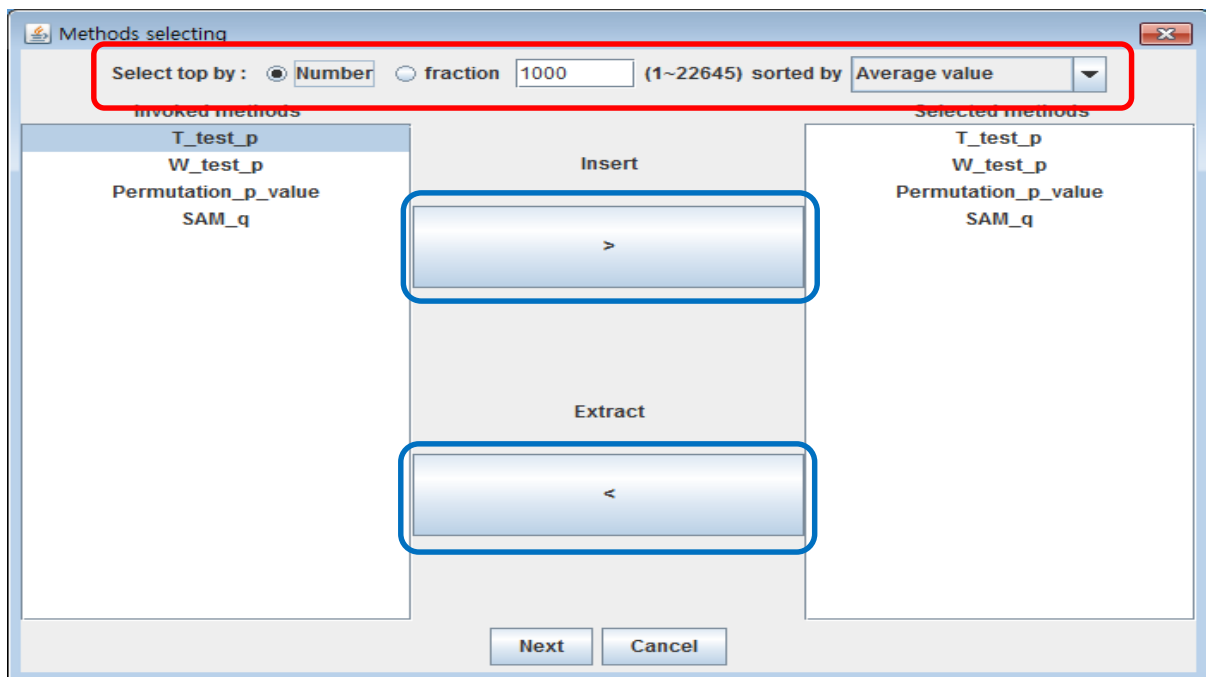 Methods selecting
Select top by : Number fraction 1000 (1~22645) sorted by Average value
Invoked methods
Selected methods
T_test_p
W_test_p
Permutation_p_value
SAM_q
Insert
>
Extract
<
T_test_p
W_test_p
Permutation_p_value
SAM_q
Next
Cancel